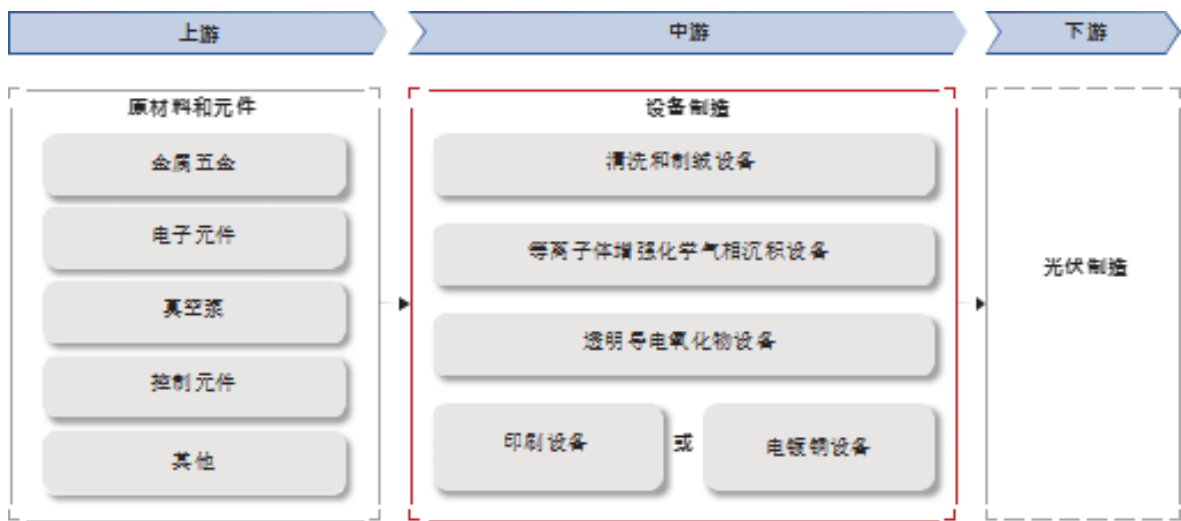 上游
中游
下游
原材料和元件
金属五金
电子元件
真空泵
控制元件
其他
设备制造
清洗和制绒设备
等离子体增强化学气相沉积设备
透明导电氧化物设备
印刷设备
或
电镀铜设备
光伏制造